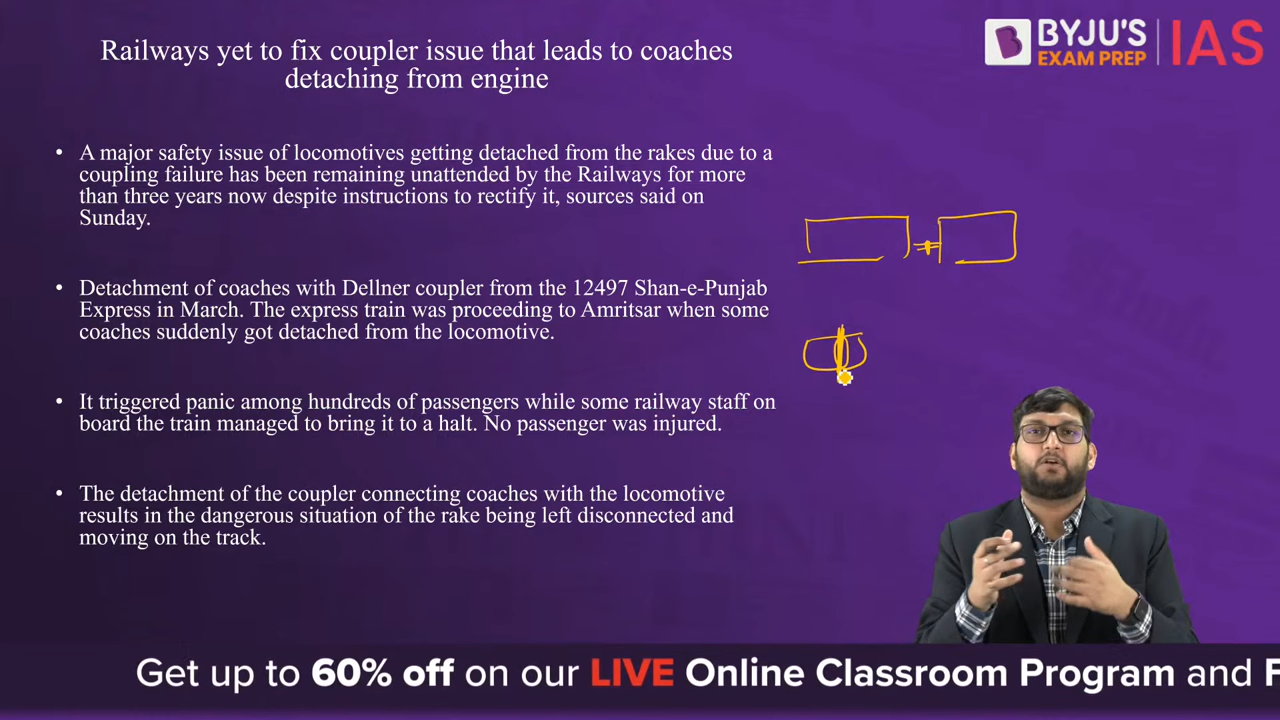 Railways yet to fix coupler issue that leads to coaches
detaching from engine
BYJU'S
EXAM PREP
IAS
• A major safety issue of locomotives getting detached from the rakes due to a
coupling failure has been remaining unattended by the Railways for more
than three years now despite instructions to rectify it, sources said on
Sunday.
• Detachment of coaches with Dellner coupler from the 12497 Shan-e-Punjab
Express in March. The express train was proceeding to Amritsar when some
coaches suddenly got detached from the locomotive.
• It triggered panic among hundreds of passengers while some railway staff on
board the train managed to bring it to a halt. No passenger was injured.
• The detachment of the coupler connecting coaches with the locomotive
results in the dangerous situation of the rake being left disconnected and
moving on the track.
Get up to 60% off on our LIVE Online Classroom Program and F